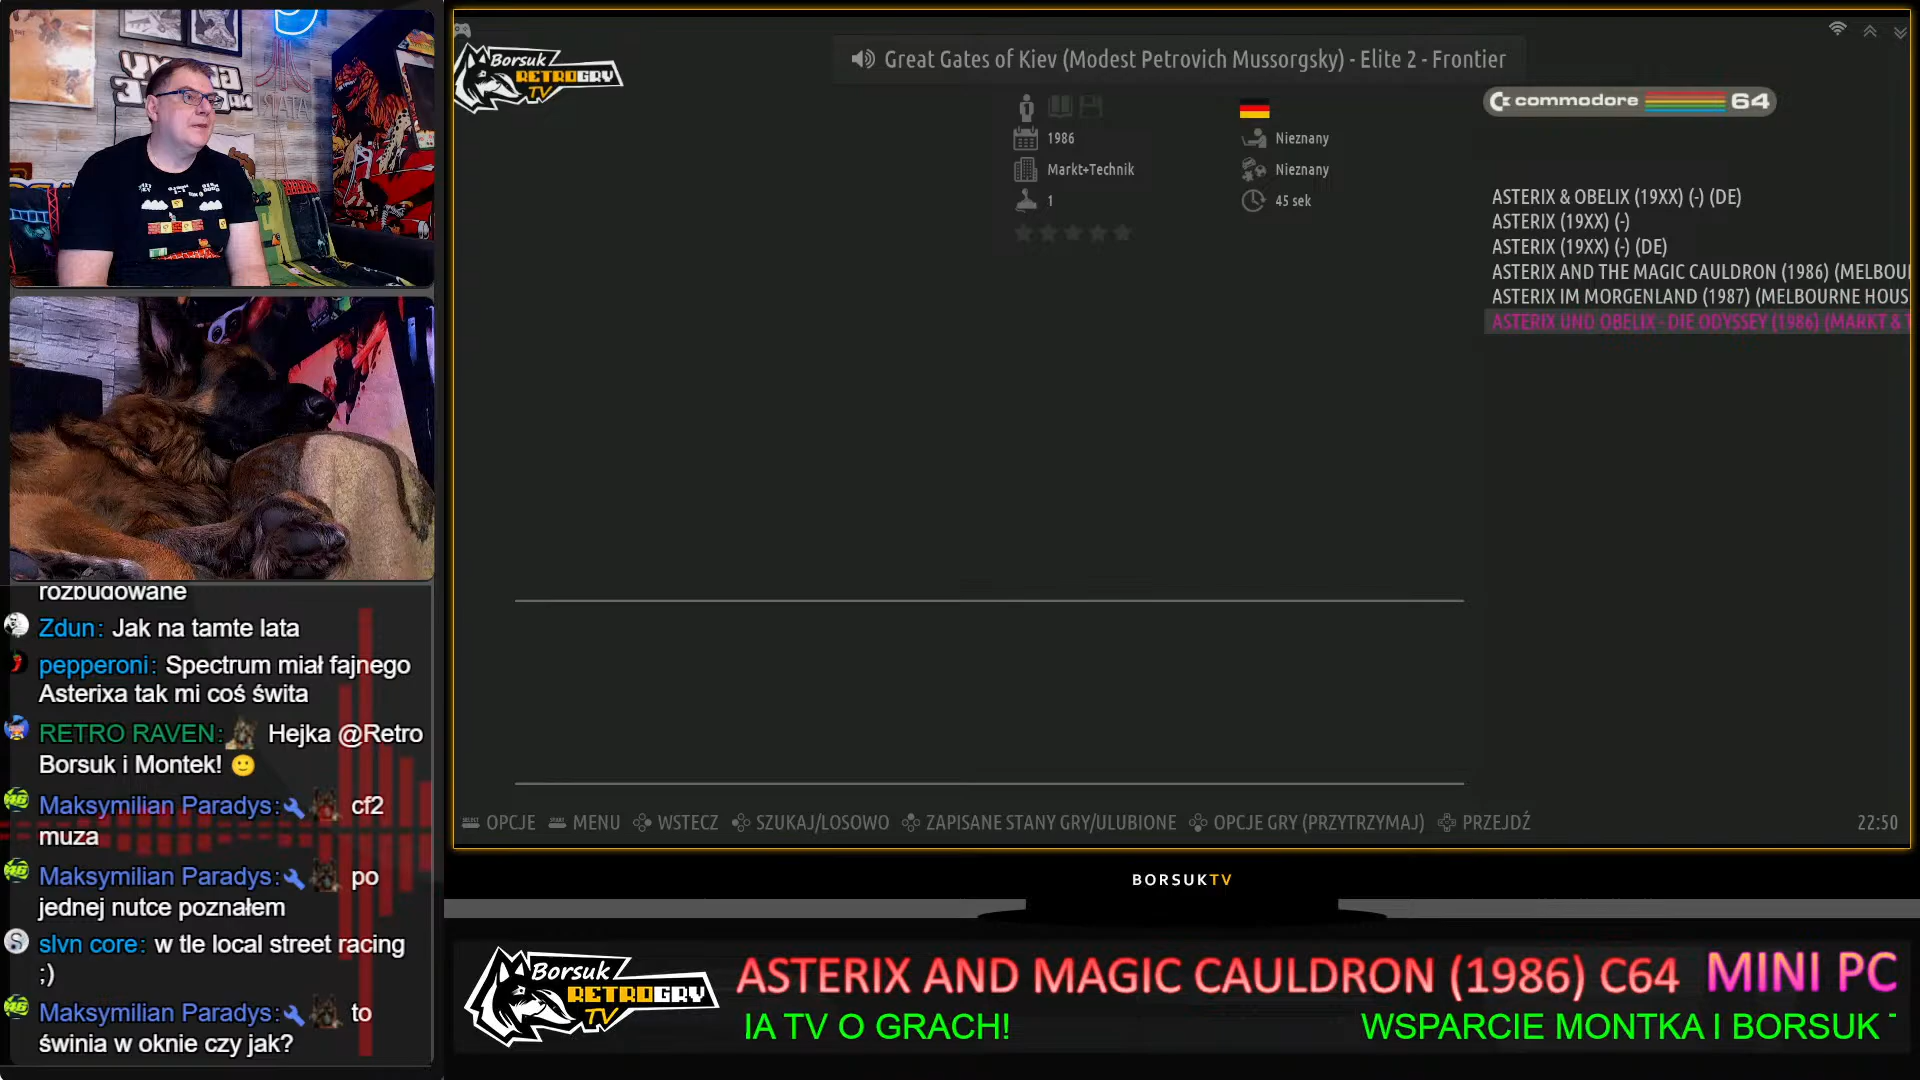 Borsuk
RETROGRY
TV
Great Gates of Kiev (Modest Petrovich Mussorgsky) - Elite 2 - Frontier
commodore 64
1986
Nieznany
Markt+Technik
Nieznany
1
45 sek
ASTERIX & OBELIX (19XX) (-) (DE)
ASTERIX (19XX) (-)
ASTERIX (19XX) (-) (DE)
ASTERIX AND THE MAGIC CAULDRON (1986) (MELBOU
ASTERIX IM MORGENLAND (1987) (MELBOURNE HOUS
ASTERIX UND OBELIX - DIE ODYSSEY (1986) (MARKT & T
OPCJE MENU WSTECZ SZUKAJ/LOSOWO ZAPISANE STANY GRY/ULUBIONE OPCJE GRY (PRZYTRZYMAJ) PRZEJDŹ 22:50
rozbudowane
Zdun: Jak na tamte lata
pepperoni: Spectrum miał fajnego
Asterixa tak mi coś świta
RETRO RAVEN: Hejka @Retro
Borsuk i Montek! 🙂
Maksymilian Paradys: cf2
muza
Maksymilian Paradys: po
jednej nutce poznałem
slvn core: w tle local street racing
;)
Maksymilian Paradys: to
świnia w oknie czy jak?
BORSUKTV
Borsuk
RETROGRY
TV
ASTERIX AND MAGIC CAULDRON (1986) C64 MINI PC
IA TV O GRACH! WSPARCIE MONTKA I BORSUK